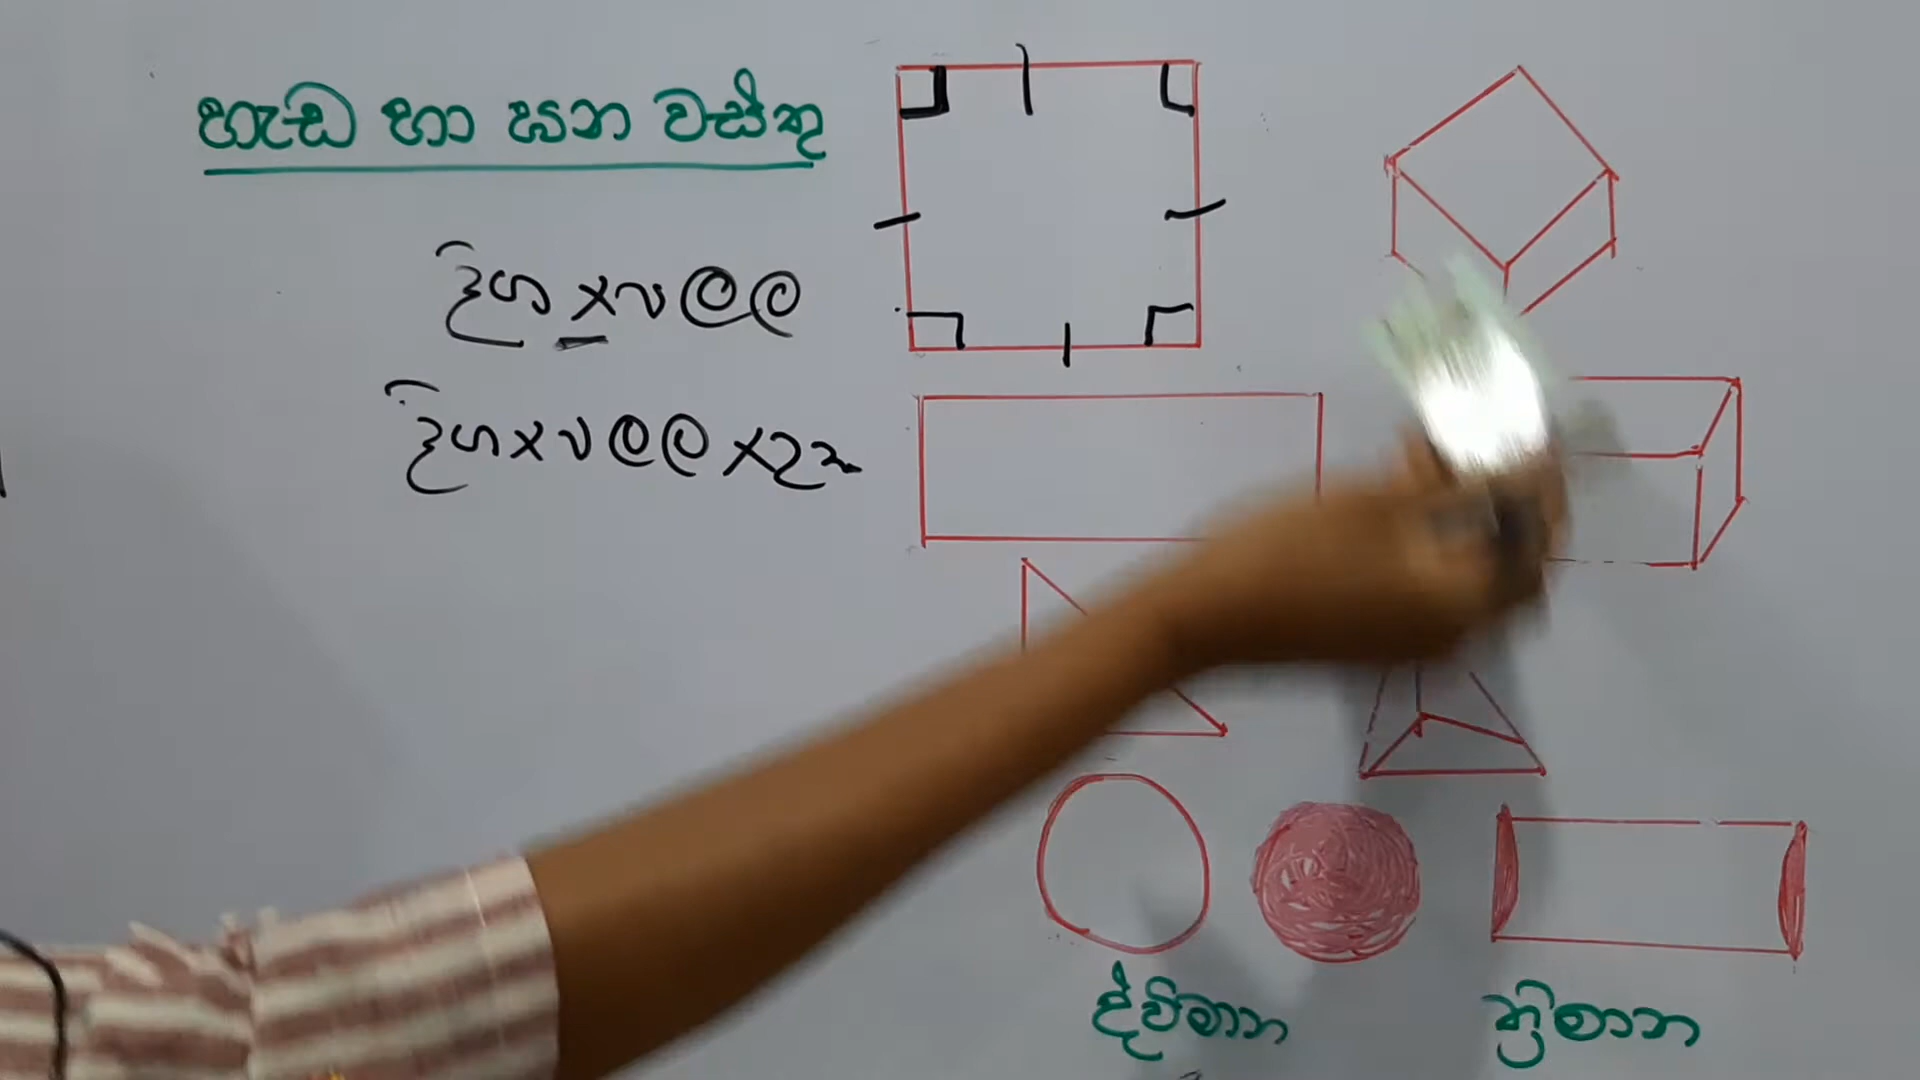 හැඩ හා ඝන වස්තු
දිග × පළල
දිග × පළල × උස
ද්විමාන
ත්‍රිමාන